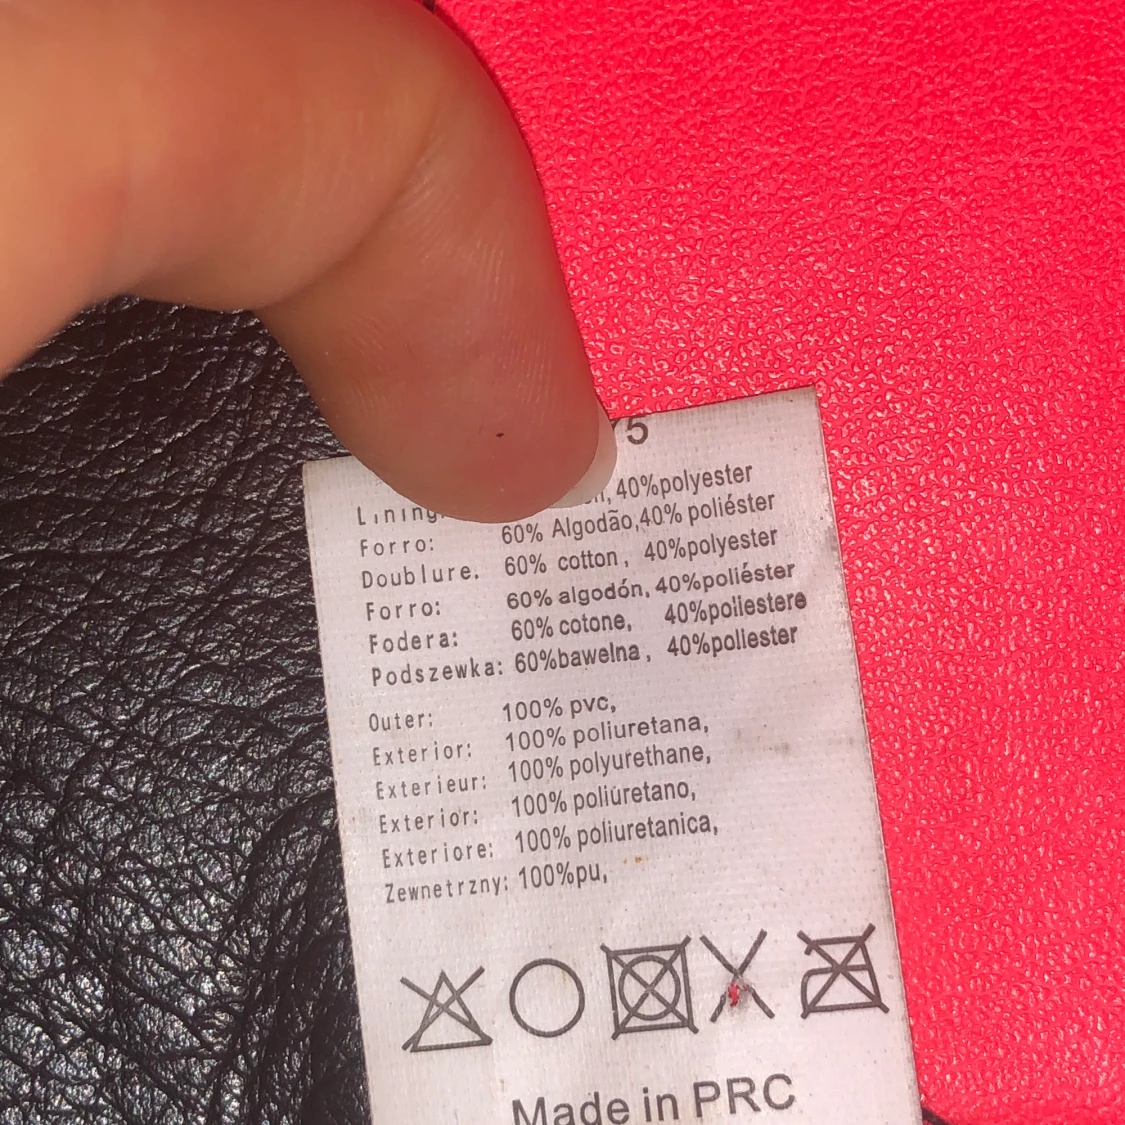 75
Lining: 40%polyester
Forro: 60% Algodão,40% poliéster
Doublure. 60% cotton, 40%polyester
Forro: 60% algodón, 40%poliéster
Fodera: 60% cotone, 40%poliestere
Podszewka: 60%bawelna, 40%poliester
Outer: 100% pvc,
Exterior: 100% poliuretana,
Exterieur: 100% polyurethane,
Exterior: 100% poliúretano,
Exteriore: 100% poliuretanica,
Zewnetrzny: 100%pu,
Made in PRC